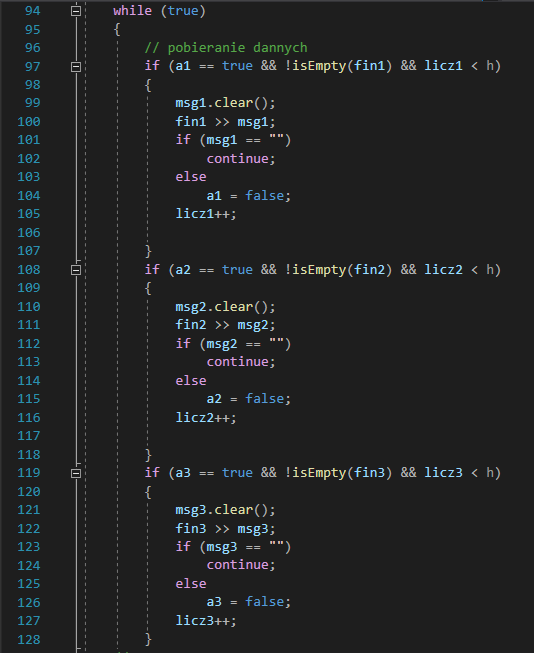 94 while (true)
95 {
96 // pobieranie dannych
97 if (a1 == true && !isEmpty(fin1) && licz1 < h)
98 {
99 msg1.clear();
100 fin1 >> msg1;
101 if (msg1 == "")
102 continue;
103 else
104 a1 = false;
105 licz1++;
106
107 }
108 if (a2 == true && !isEmpty(fin2) && licz2 < h)
109 {
110 msg2.clear();
111 fin2 >> msg2;
112 if (msg2 == "")
113 continue;
114 else
115 a2 = false;
116 licz2++;
117
118 }
119 if (a3 == true && !isEmpty(fin3) && licz3 < h)
120 {
121 msg3.clear();
122 fin3 >> msg3;
123 if (msg3 == "")
124 continue;
125 else
126 a3 = false;
127 licz3++;
128 }